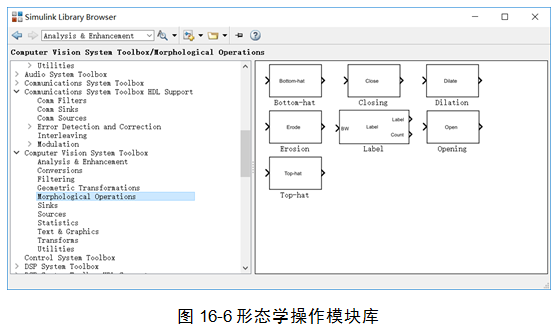 Simulink Library Browser
Analysis & Enhancement
Computer Vision System Toolbox/Morphological Operations
Utilities
Audio System Toolbox
Communications System Toolbox
Communications System Toolbox HDL Support
Comm Filters
Comm Sinks
Comm Sources
Error Detection and Correction
Interleaving
Modulation
Computer Vision System Toolbox
Analysis & Enhancement
Conversions
Filtering
Geometric Transformations
Morphological Operations
Sinks
Sources
Statistics
Text & Graphics
Transforms
Utilities
Control System Toolbox
DSP System Toolbox
Bottom-hat
Close
Dilate
Bottom-hat
Closing
Dilation
Erode
BW
Label
Label
Count
Open
Erosion
Label
Opening
Top-hat
Top-hat
图 16-6 形态学操作模块库